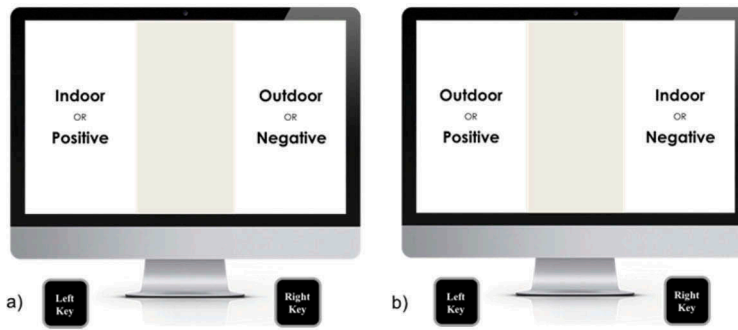 Indoor
OR
Positive
Outdoor
OR
Negative
a)
Left
Key
Right
Key
Outdoor
OR
Positive
Indoor
OR
Negative
b)
Left
Key
Right
Key